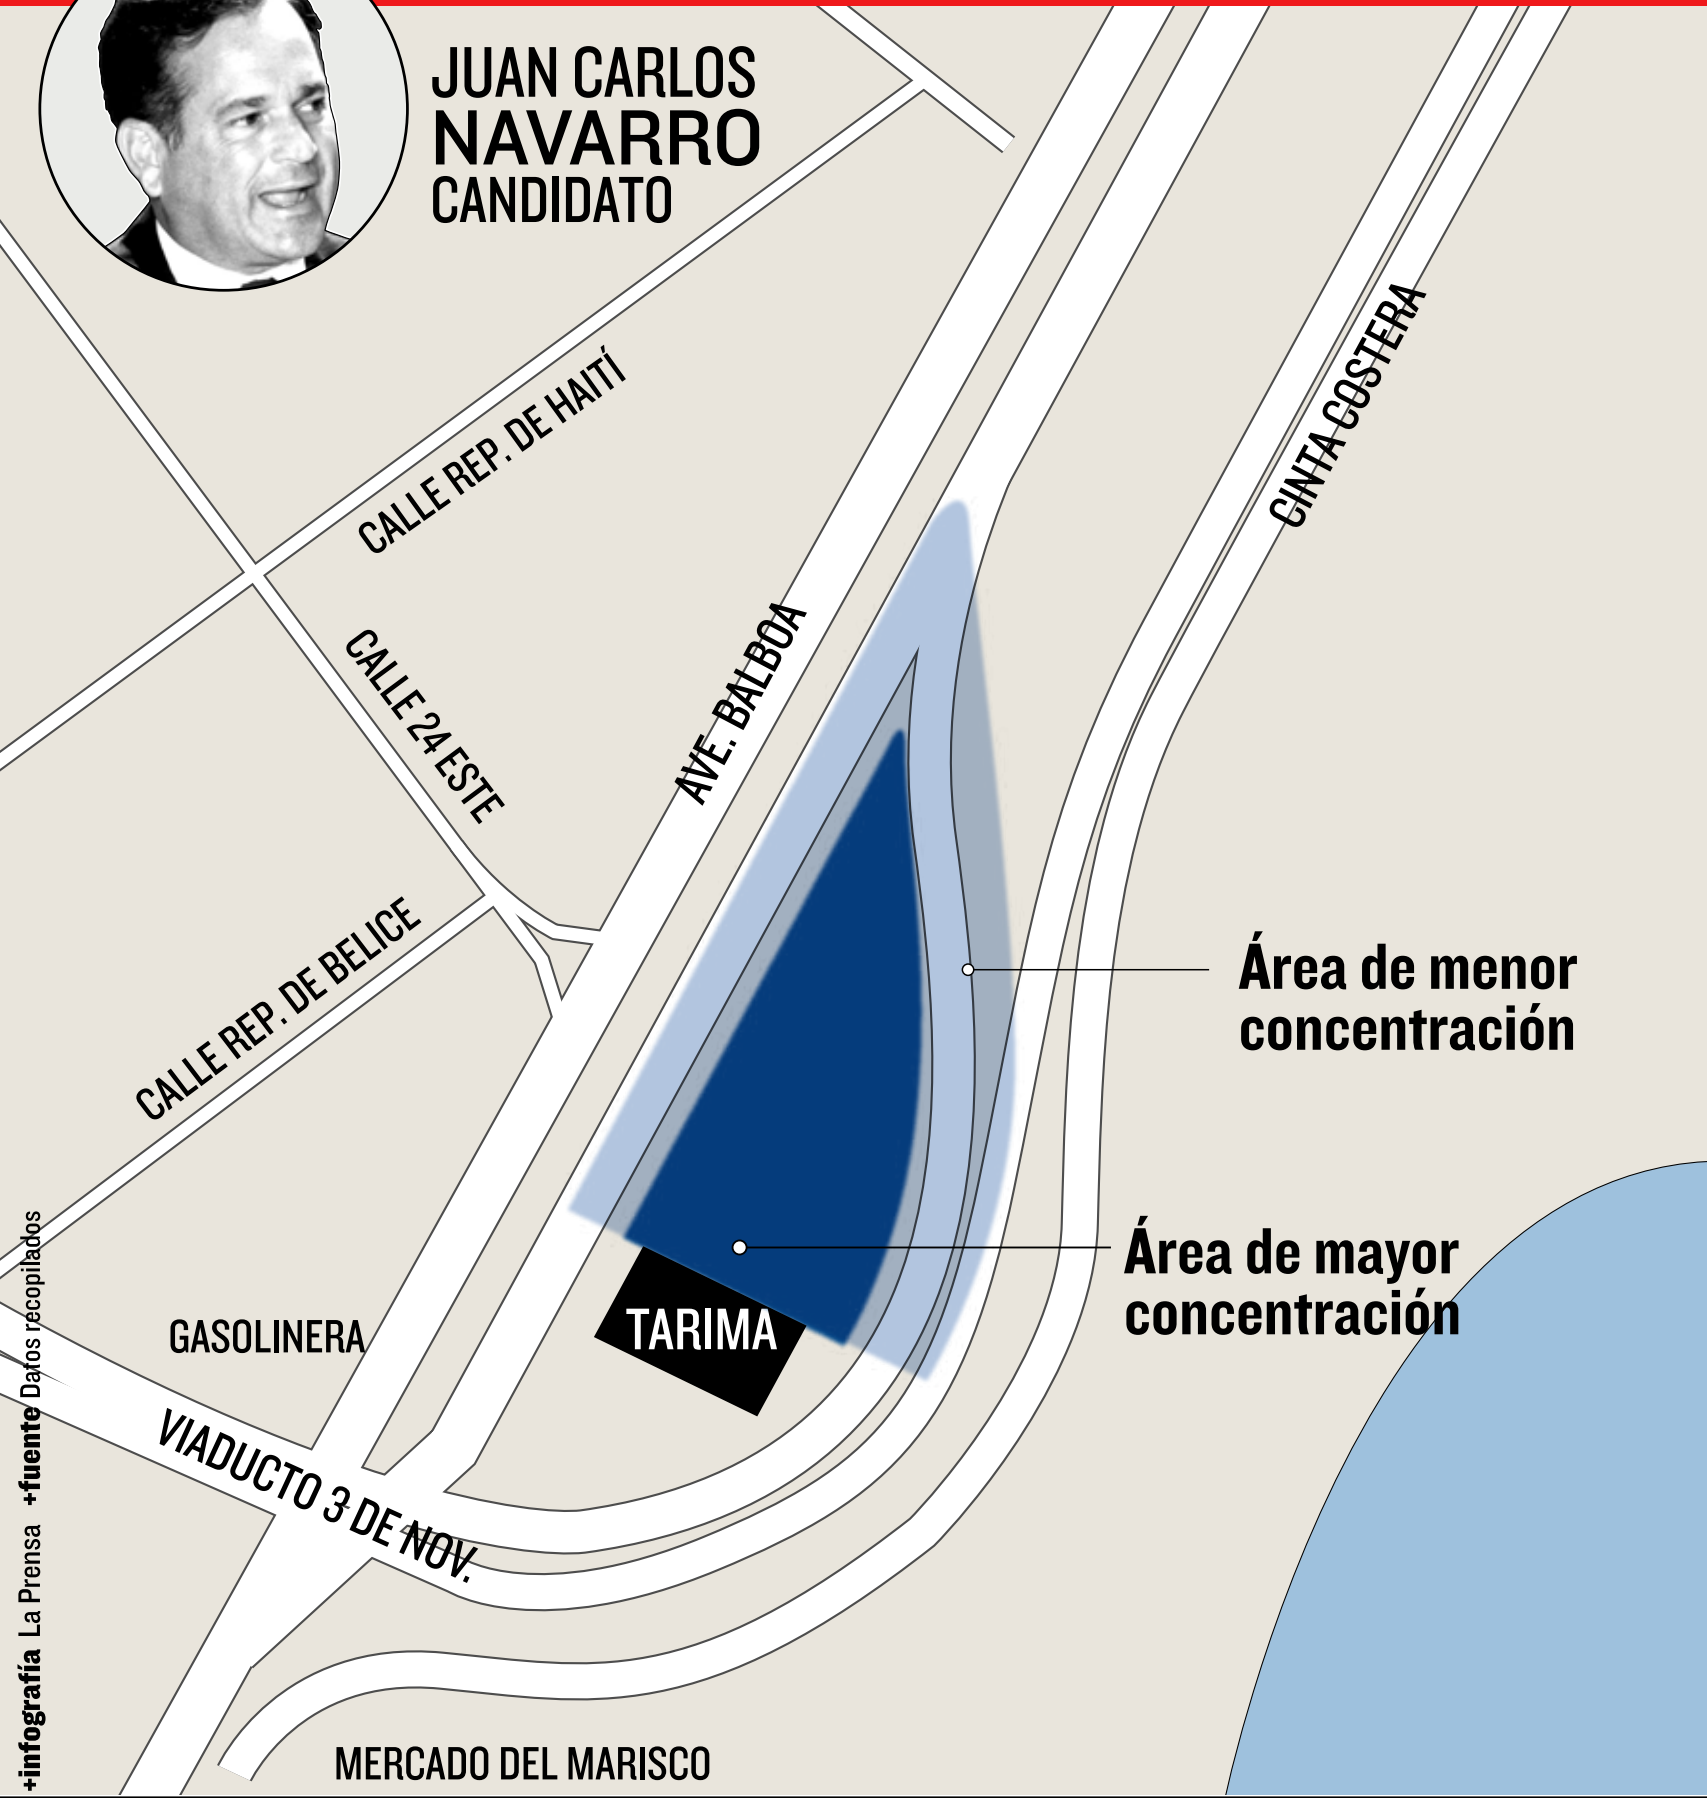 JUAN CARLOS
NAVARRO
CANDIDATO
CALLE REP. DE HAITÍ
CINTA COSTERA
CALLE 24 ESTE
AVE. BALBOA
CALLE REP. DE BELICE
Área de menor
concentración
Área de mayor
concentración
TARIMA
GASOLINERA
VIADUCTO 3 DE NOV.
MERCADO DEL MARISCO
+infografía La Prensa +fuente Datos recopilados